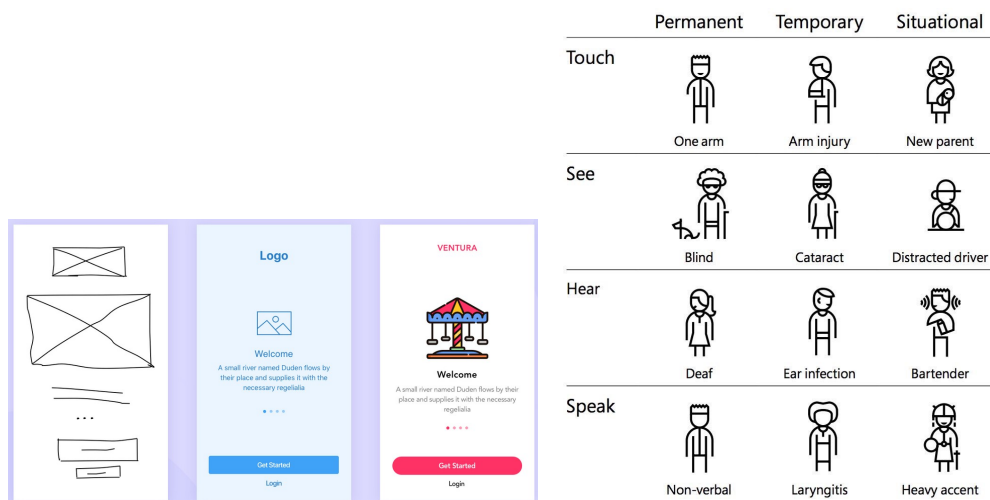 Logo
Welcome
A small river named Duden flows by
their place and supplies it with the
necessary regelialia
Get Started
Login
VENTURA
Welcome
A small river named Duden flows by their
place and supplies it with the necessary
regelialia
Get Started
Login
Permanent Temporary Situational
Touch
One arm Arm injury New parent
See
Blind Cataract Distracted driver
Hear
Deaf Ear infection Bartender
Speak
Non-verbal Laryngitis Heavy accent